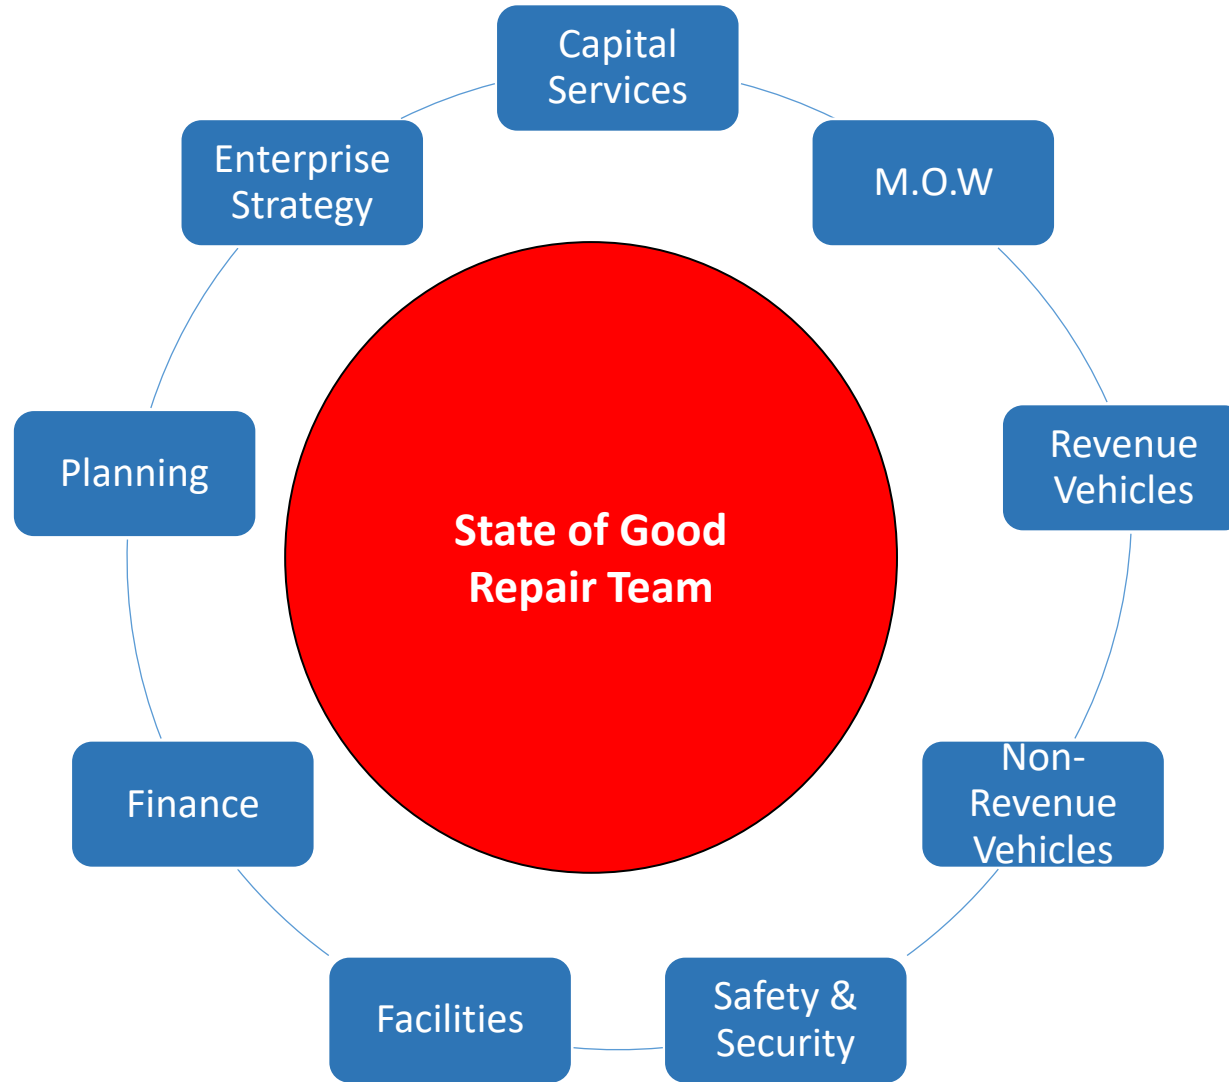 Capital
Services
M.O.W
Revenue
Vehicles
Non-
Revenue
Vehicles
Safety &
Security
Facilities
Finance
Planning
Enterprise
Strategy
State of Good
Repair Team